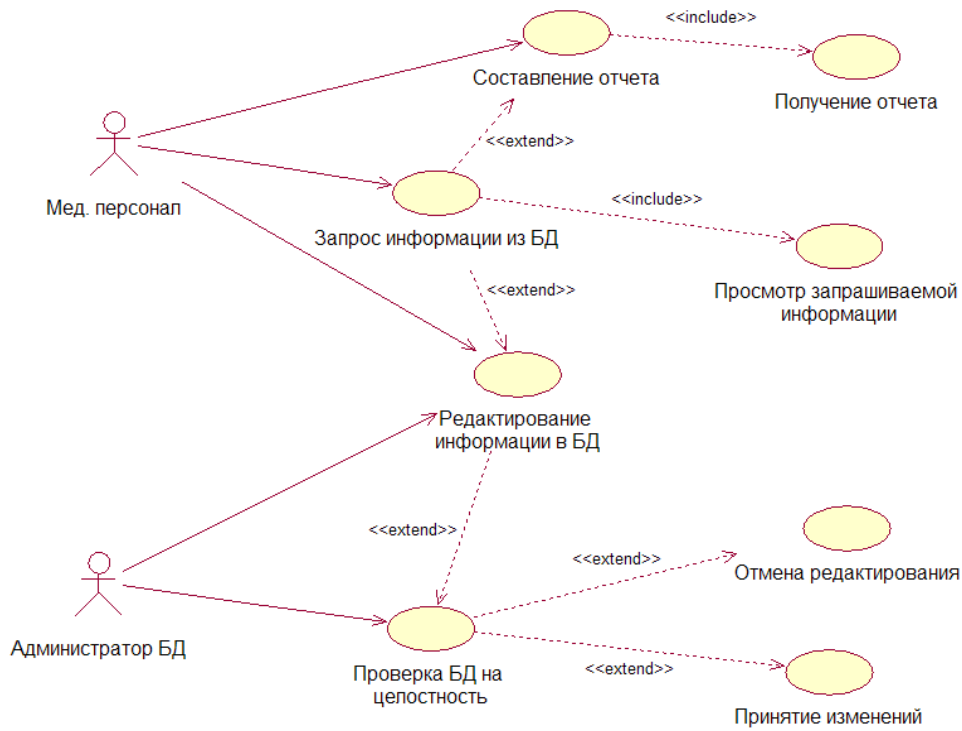 <<include>>
Составление отчета
Получение отчета
<<extend>>
Мед. персонал
<<include>>
Запрос информации из БД
<<extend>>
Просмотр запрашиваемой
информации
Редактирование
информации в БД
<<extend>>
<<extend>>
Отмена редактирования
Администратор БД
Проверка БД на
целостность
<<extend>>
Принятие изменений